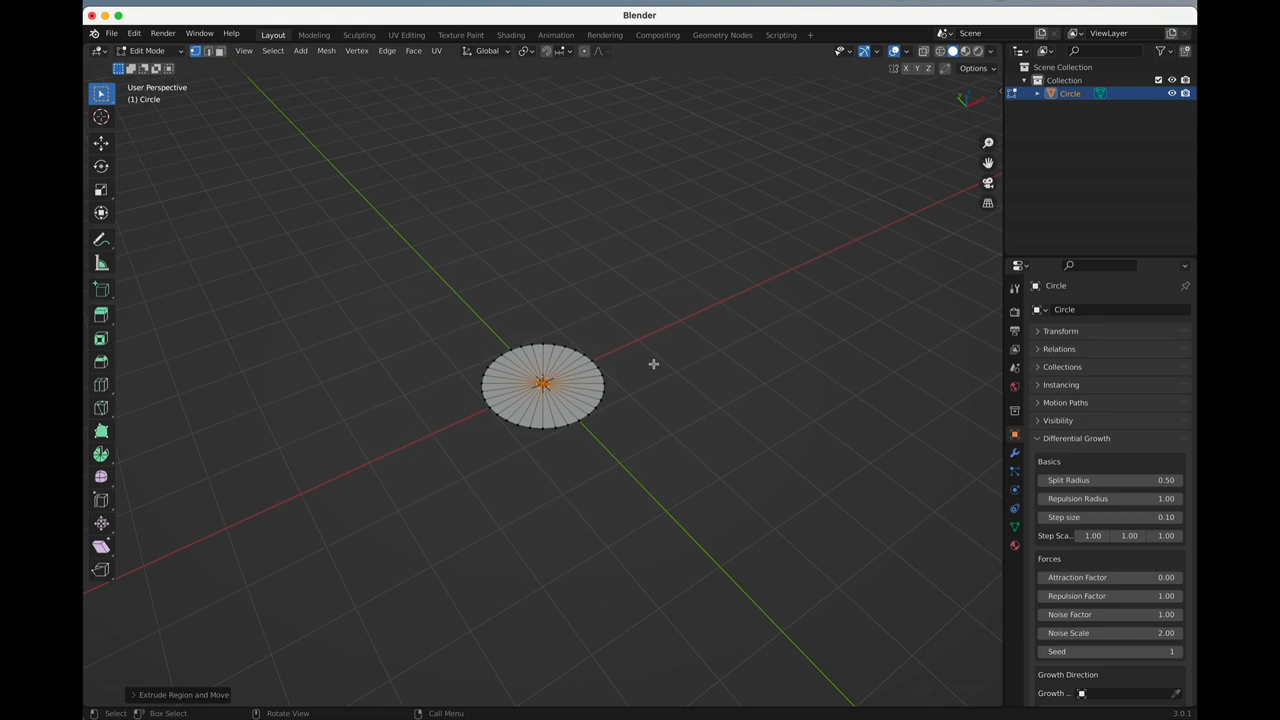 Blender
File Edit Render Window Help Layout Modeling Sculpting UV Editing Texture Paint Shading Animation Rendering Compositing Geometry Nodes Scripting + Scene ViewLayer
Edit Mode View Select Add Mesh Vertex Edge Face UV Global
X Y Z Options
User Perspective
(1) Circle
Scene Collection
Collection
Circle
Circle
Circle
Transform
Relations
Collections
Instancing
Motion Paths
Visibility
Differential Growth
Basics
Split Radius 0.50
Repulsion Radius 1.00
Step size 0.10
Step Sca... 1.00 1.00 1.00
Forces
Attraction Factor 0.00
Repulsion Factor 1.00
Noise Factor 1.00
Noise Scale 2.00
Seed 1
Growth Direction
Growth ...
Extrude Region and Move
Select Box Select Rotate View Call Menu 3.0.1